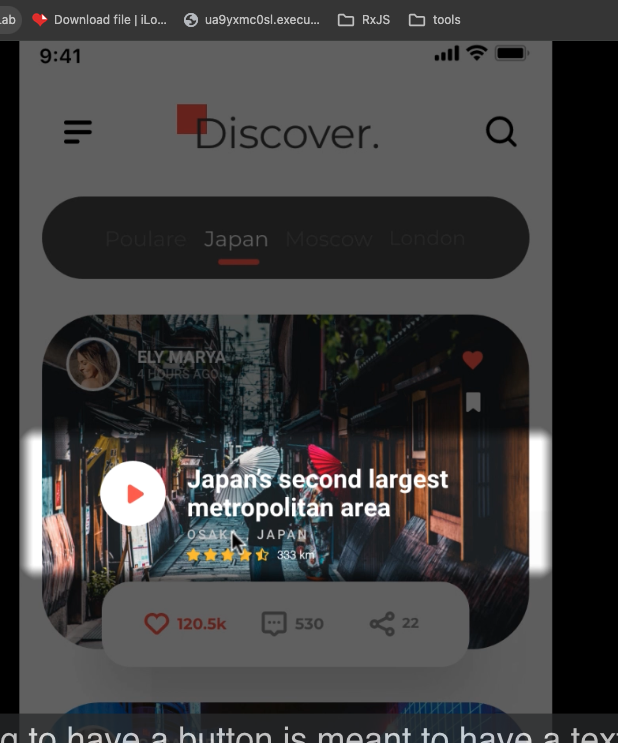 Lab Download file | iLo... ua9yxmc0sl.execu... RxJS tools
9:41
Discover.
Poulare Japan Moscow London
ELY MARYA
4 HOURS AGO
Japan's second largest
metropolitan area
OSAKA, JAPAN
333 km
120.5k 530 22
to have a button is meant to have a